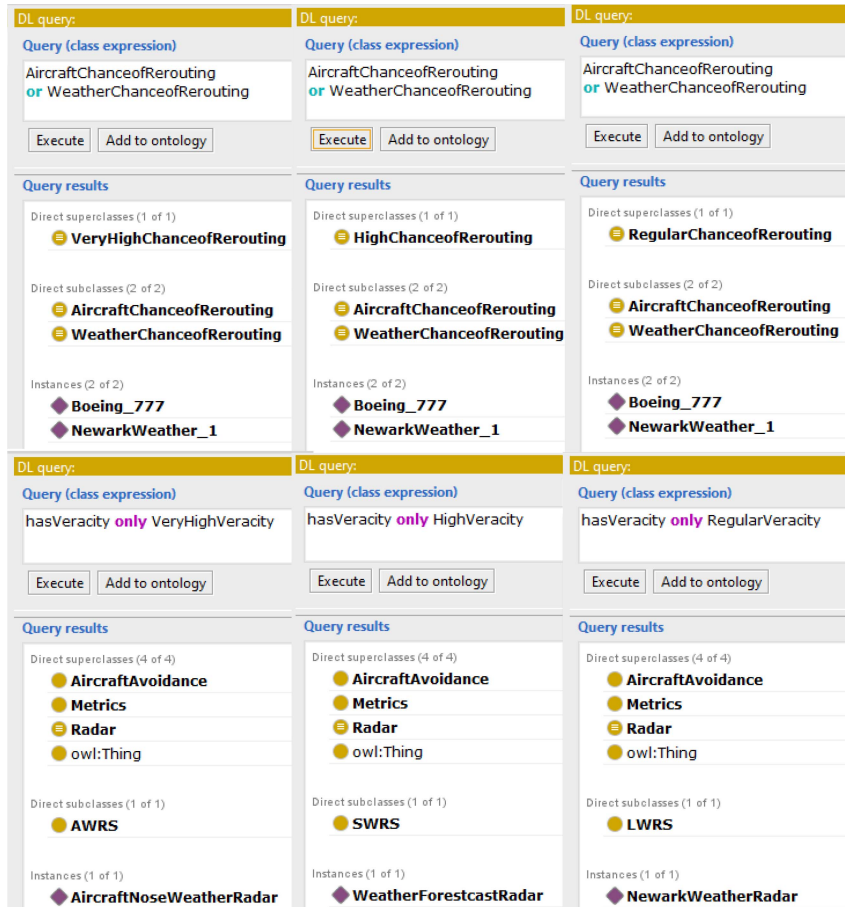 DL query:
Query (class expression)
AircraftChanceofRerouting
or WeatherChanceofRerouting
Execute
Add to ontology
Query results
Direct superclasses (1 of 1)
VeryHighChanceofRerouting
Direct subclasses (2 of 2)
AircraftChanceofRerouting
WeatherChanceofRerouting
Instances (2 of 2)
Boeing_777
NewarkWeather_1
DL query:
Query (class expression)
AircraftChanceofRerouting
or WeatherChanceofRerouting
Execute
Add to ontology
Query results
Direct superclasses (1 of 1)
HighChanceofRerouting
Direct subclasses (2 of 2)
AircraftChanceofRerouting
WeatherChanceofRerouting
Instances (2 of 2)
Boeing_777
NewarkWeather_1
DL query:
Query (class expression)
AircraftChanceofRerouting
or WeatherChanceofRerouting
Execute
Add to ontology
Query results
Direct superclasses (1 of 1)
RegularChanceofRerouting
Direct subclasses (2 of 2)
AircraftChanceofRerouting
WeatherChanceofRerouting
Instances (2 of 2)
Boeing_777
NewarkWeather_1
DL query:
Query (class expression)
hasVeracity only VeryHighVeracity
Execute
Add to ontology
Query results
Direct superclasses (4 of 4)
AircraftAvoidance
Metrics
Radar
owl:Thing
Direct subclasses (1 of 1)
AWRS
Instances (1 of 1)
AircraftNoseWeatherRadar
DL query:
Query (class expression)
hasVeracity only HighVeracity
Execute
Add to ontology
Query results
Direct superclasses (4 of 4)
AircraftAvoidance
Metrics
Radar
owl:Thing
Direct subclasses (1 of 1)
SWRS
Instances (1 of 1)
WeatherForestcastRadar
DL query:
Query (class expression)
hasVeracity only RegularVeracity
Execute
Add to ontology
Query results
Direct superclasses (4 of 4)
AircraftAvoidance
Metrics
Radar
owl:Thing
Direct subclasses (1 of 1)
LWRS
Instances (1 of 1)
NewarkWeatherRadar